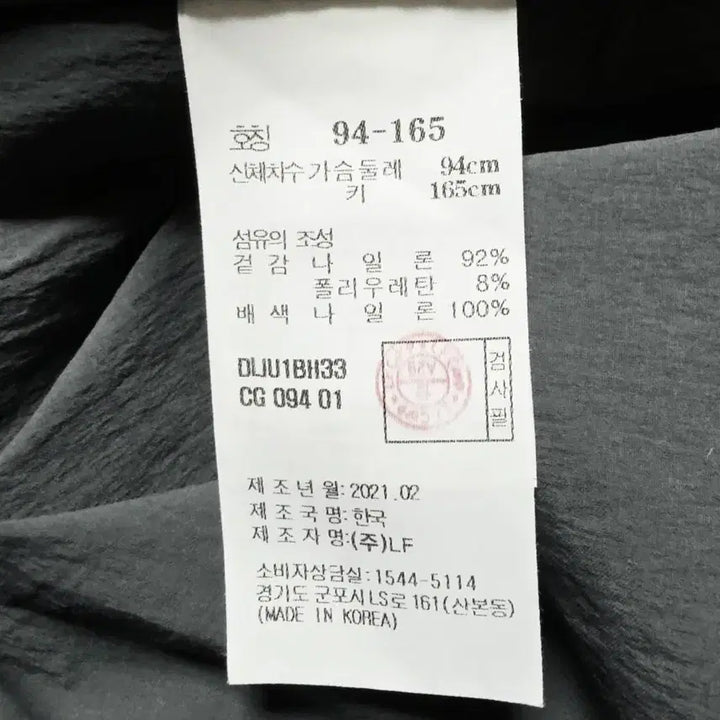 호칭 94-165
신체치수 가슴둘레 94cm
키 165cm
섬유의 조성
겉감 나일론 92%
폴리우레탄 8%
배색 나일론 100%
DLJU1BH33
CG 094 01
검사필
제조년월: 2021.02
제조국명: 한국
제조자명: (주)LF
소비자상담실: 1544-5114
경기도 군포시 LS로 161(산본동)
(MADE IN KOREA)